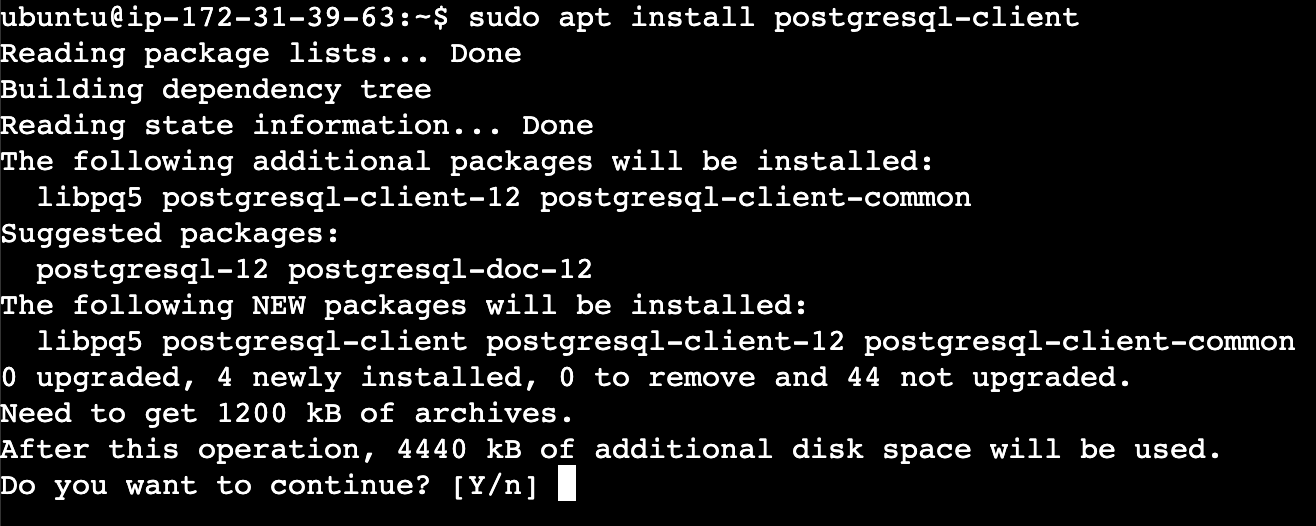 ubuntu@ip-172-31-39-63:~$ sudo apt install postgresql-client
Reading package lists... Done
Building dependency tree
Reading state information... Done
The following additional packages will be installed:
  libpq5 postgresql-client-12 postgresql-client-common
Suggested packages:
  postgresql-12 postgresql-doc-12
The following NEW packages will be installed:
  libpq5 postgresql-client postgresql-client-12 postgresql-client-common
0 upgraded, 4 newly installed, 0 to remove and 44 not upgraded.
Need to get 1200 kB of archives.
After this operation, 4440 kB of additional disk space will be used.
Do you want to continue? [Y/n]